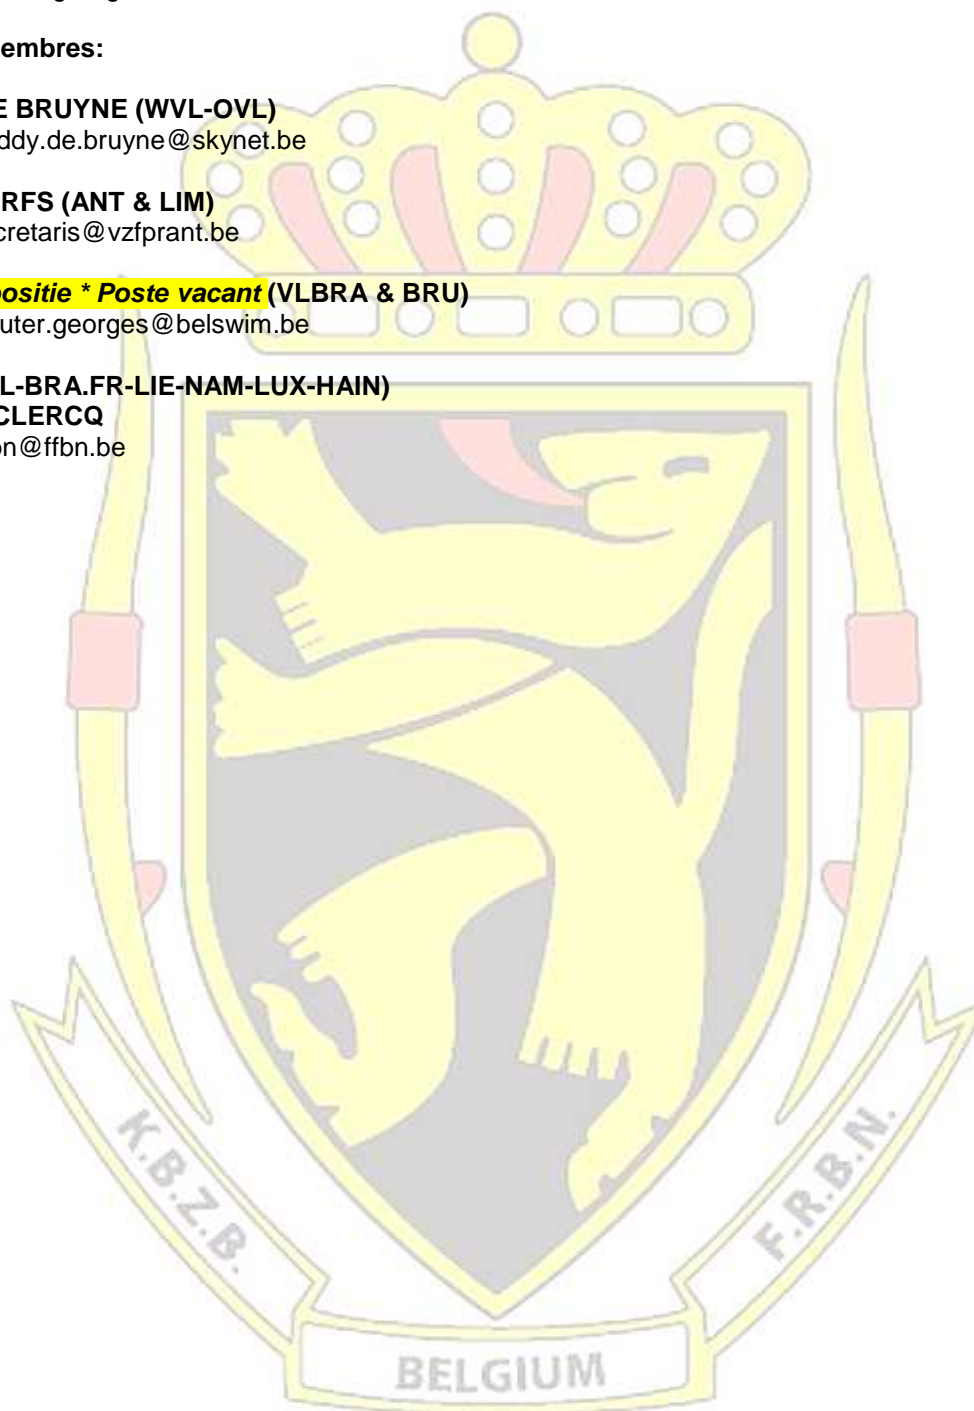 embres:
E BRUYNE (WVL-OVL)
ddy.de.bruyne@skynet.be
RFS (ANT & LIM)
cretaris@vzfprant.be
positie * Poste vacant (VLBRA & BRU)
uter.georges@belswim.be
L-BRA.FR-LIE-NAM-LUX-HAIN)
CLERCQ
on@ffbn.be
K.B.Z.B.
F.R.B.N.
BELGIUM